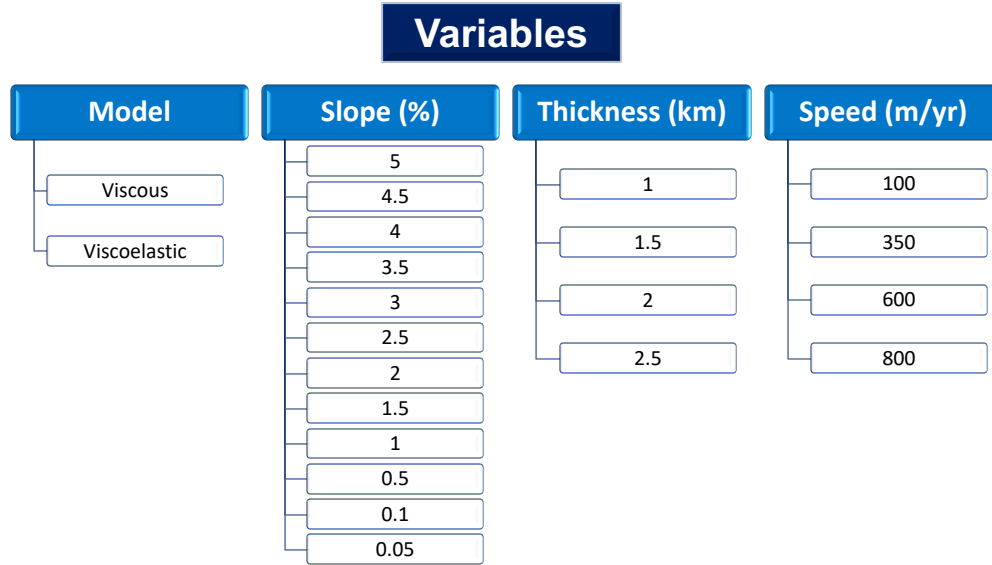 Variables
Model
Viscous
Viscoelastic
Slope (%)
5
4.5
4
3.5
3
2.5
2
1.5
1
0.5
0.1
0.05
Thickness (km)
1
1.5
2
2.5
Speed (m/yr)
100
350
600
800